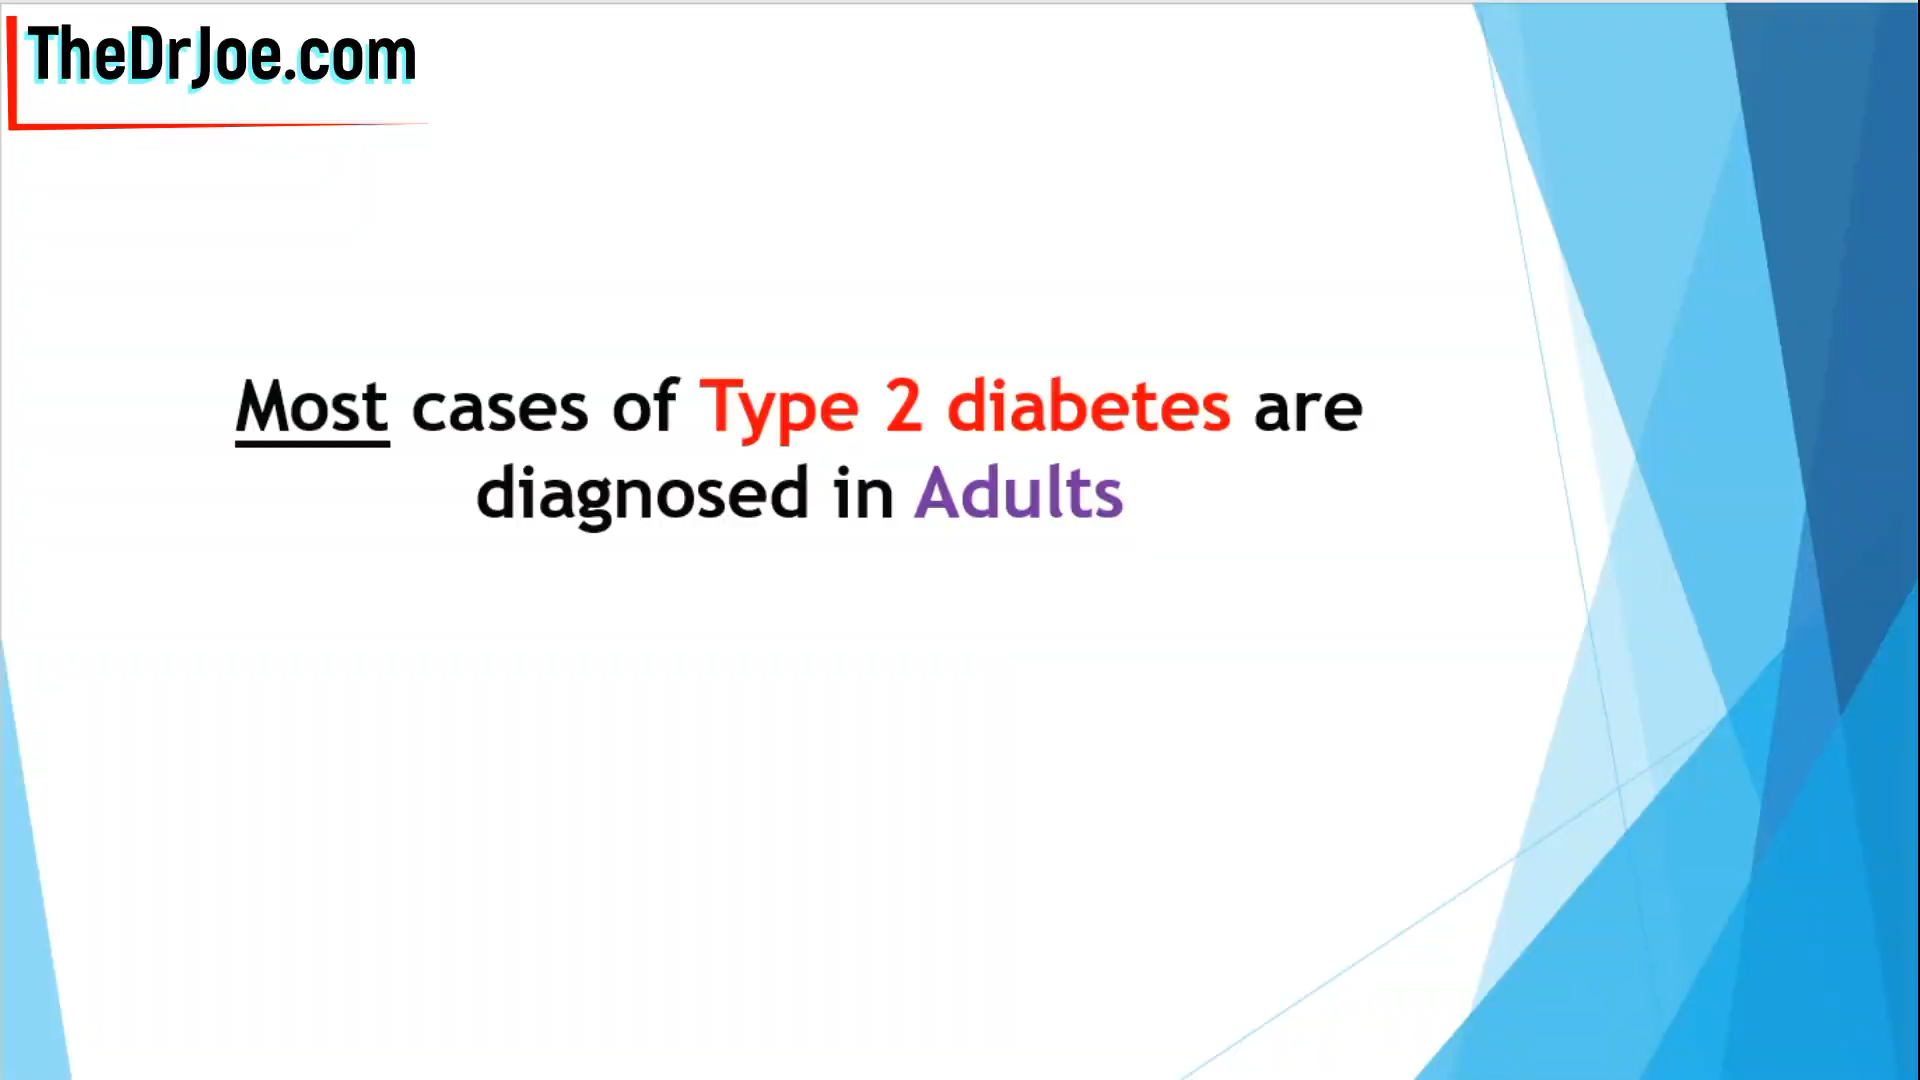 TheDrJoe.com
Most cases of Type 2 diabetes are
diagnosed in Adults